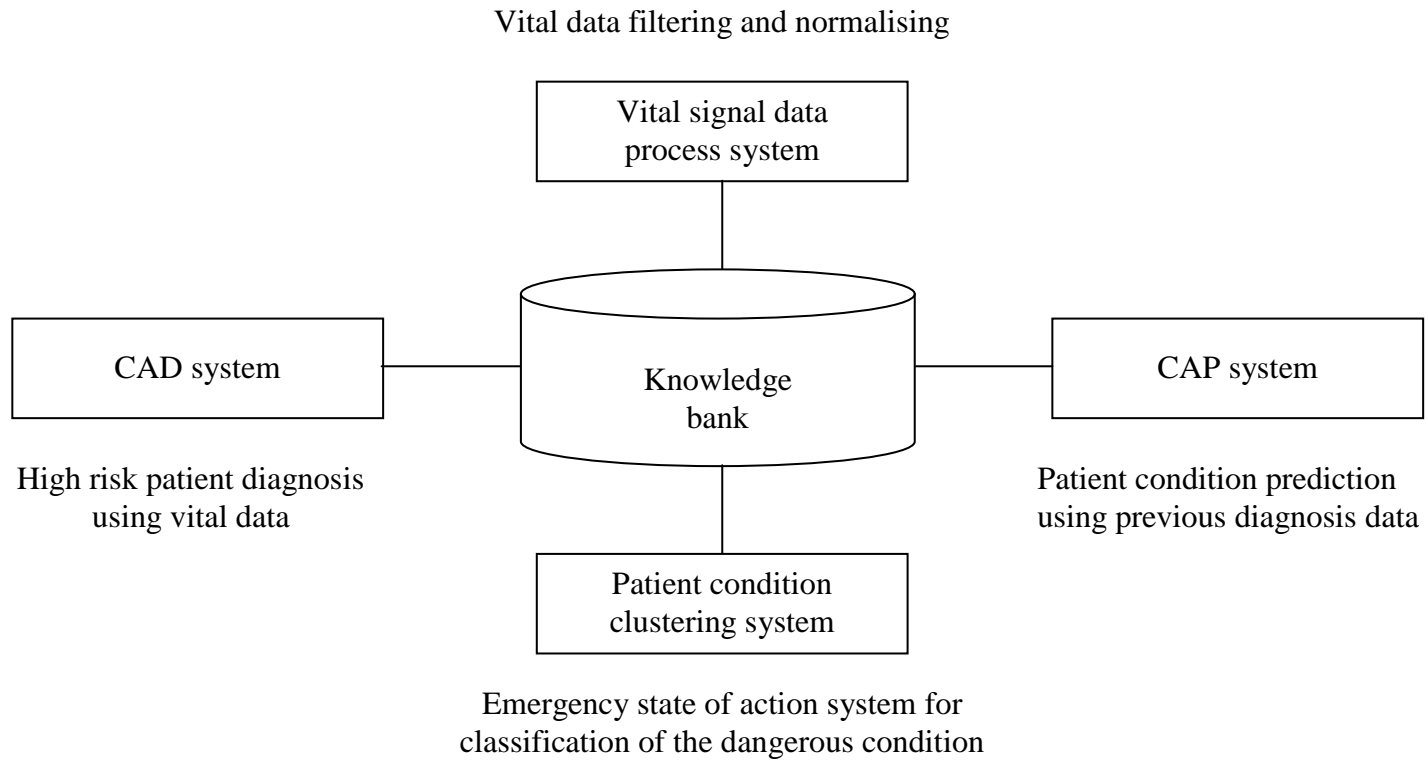 Vital data filtering and normalising
Vital signal data
process system
CAD system
Knowledge
bank
CAP system
High risk patient diagnosis
using vital data
Patient condition prediction
using previous diagnosis data
Patient condition
clustering system
Emergency state of action system for
classification of the dangerous condition